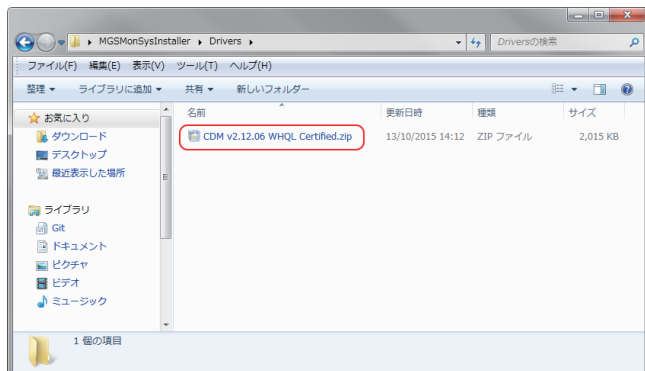 MGSMonSysInstaller ▸ Drivers ▸
Driversの検索
ファイル(F) 編集(E) 表示(V) ツール(T) ヘルプ(H)
整理 ライブラリに追加 共有 新しいフォルダー
名前 更新日時 種類 サイズ
CDM v2.12.06 WHQL Certified.zip 13/10/2015 14:12 ZIP ファイル 2,015 KB
お気に入り
ダウンロード
デスクトップ
最近表示した場所
ライブラリ
Git
ドキュメント
ピクチャ
ビデオ
ミュージック
1 個の項目